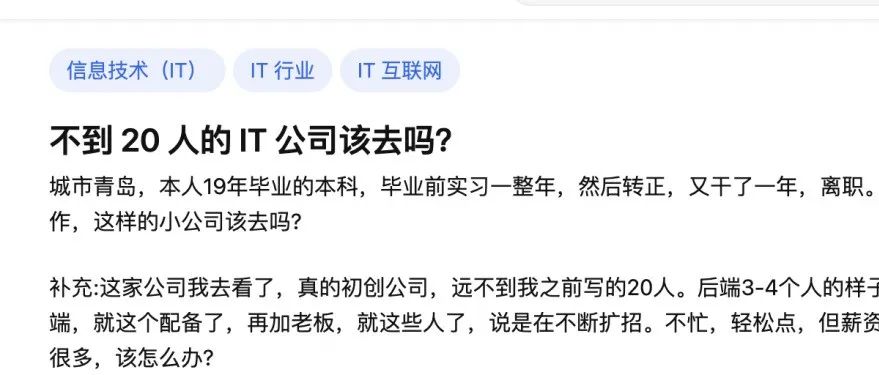 信息技术（IT）
IT 行业
IT 互联网
不到 20 人的 IT 公司该去吗？
城市青岛，本人19年毕业的本科，毕业前实习一整年，然后转正，又干了一年，离职。
作，这样的小公司该去吗？
补充:这家公司我去看了，真的初创公司，远不到我之前写的20人。后端3-4个人的样子
端，就这个配备了，再加老板，就这些人了，说是在不断扩招。不忙，轻松点，但薪资
很多，该怎么办？